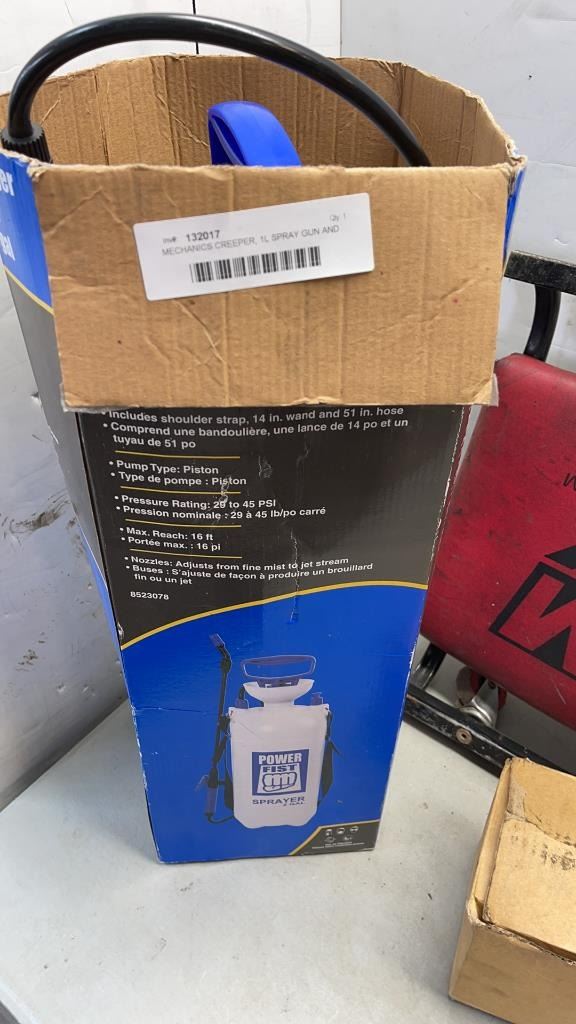 Inv#: 132017
Qty. 1
MECHANICS CREEPER, 1L SPRAY GUN AND
• Includes shoulder strap, 14 in. wand and 51 in. hose
• Comprend une bandoulière, une lance de 14 po et un
tuyau de 51 po
• Pump Type: Piston
• Type de pompe : Piston
• Pressure Rating: 29 to 45 PSI
• Pression nominale : 29 à 45 lb/po carré
• Max. Reach: 16 ft
• Portée max. : 16 pi
• Nozzles: Adjusts from fine mist to jet stream
• Buses : S'ajuste de façon à produire un brouillard
fin ou un jet
8523078
POWER
FIST
SPRAYER